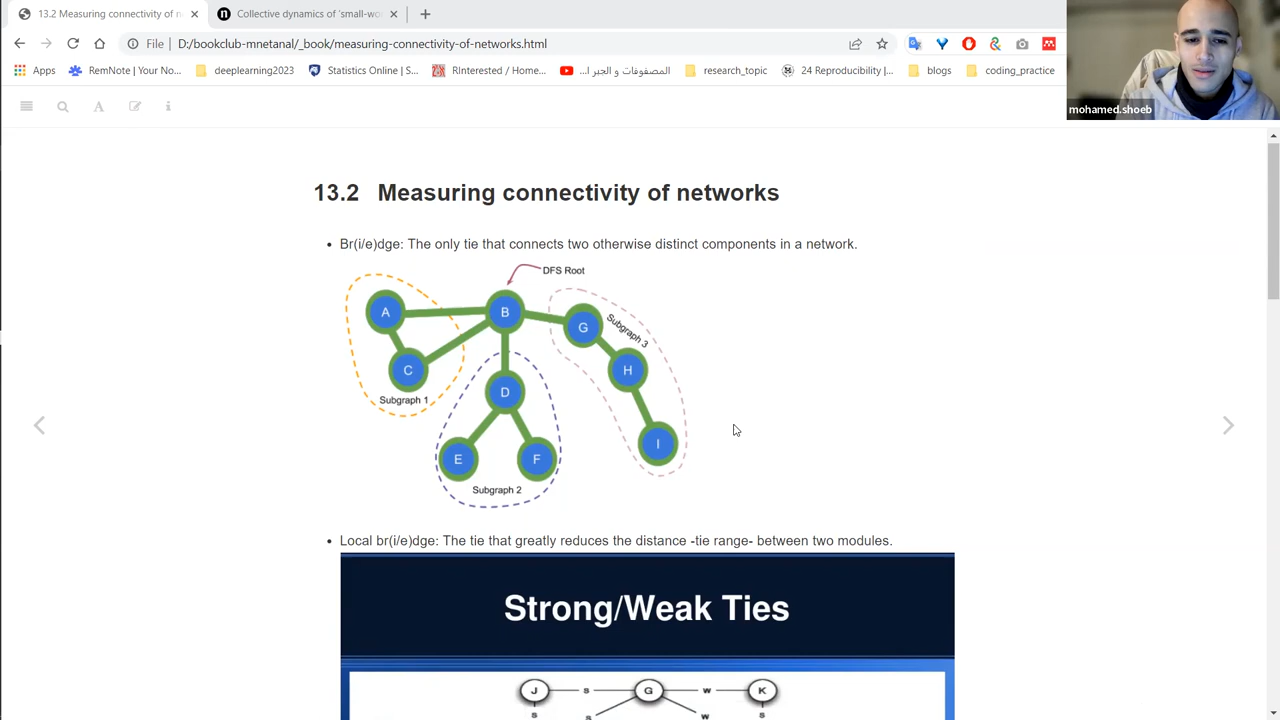 13.2 Measuring connectivity of n
Collective dynamics of 'small-wo
File
D:/bookclub/mnetanal/_book/measuring-connectivity-of-networks.html
Apps
RemNote | Your No...
deeplearning2023
Statistics Online | S...
RInterested / Home...
المصفوفات و الجبر ا...
research_topic
24 Reproducibility |...
blogs
coding_practice
mohamed.shoeb
13.2 Measuring connectivity of networks
Br(i/e)dge: The only tie that connects two otherwise distinct components in a network.
DFS Root
A
B
G
Subgraph 3
C
H
D
Subgraph 1
E
F
I
Subgraph 2
Local br(i/e)dge: The tie that greatly reduces the distance -tie range- between two modules.
Strong/Weak Ties
J s G w K
s s w s